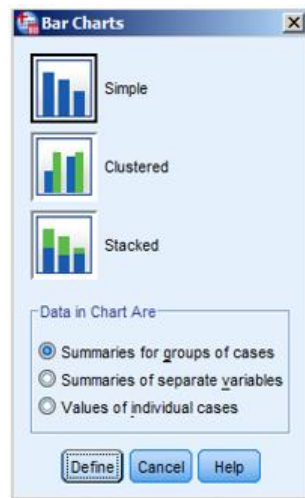 Bar Charts
Simple
Clustered
Stacked
Data in Chart Are
Summaries for groups of cases
Summaries of separate variables
Values of individual cases
Define Cancel Help